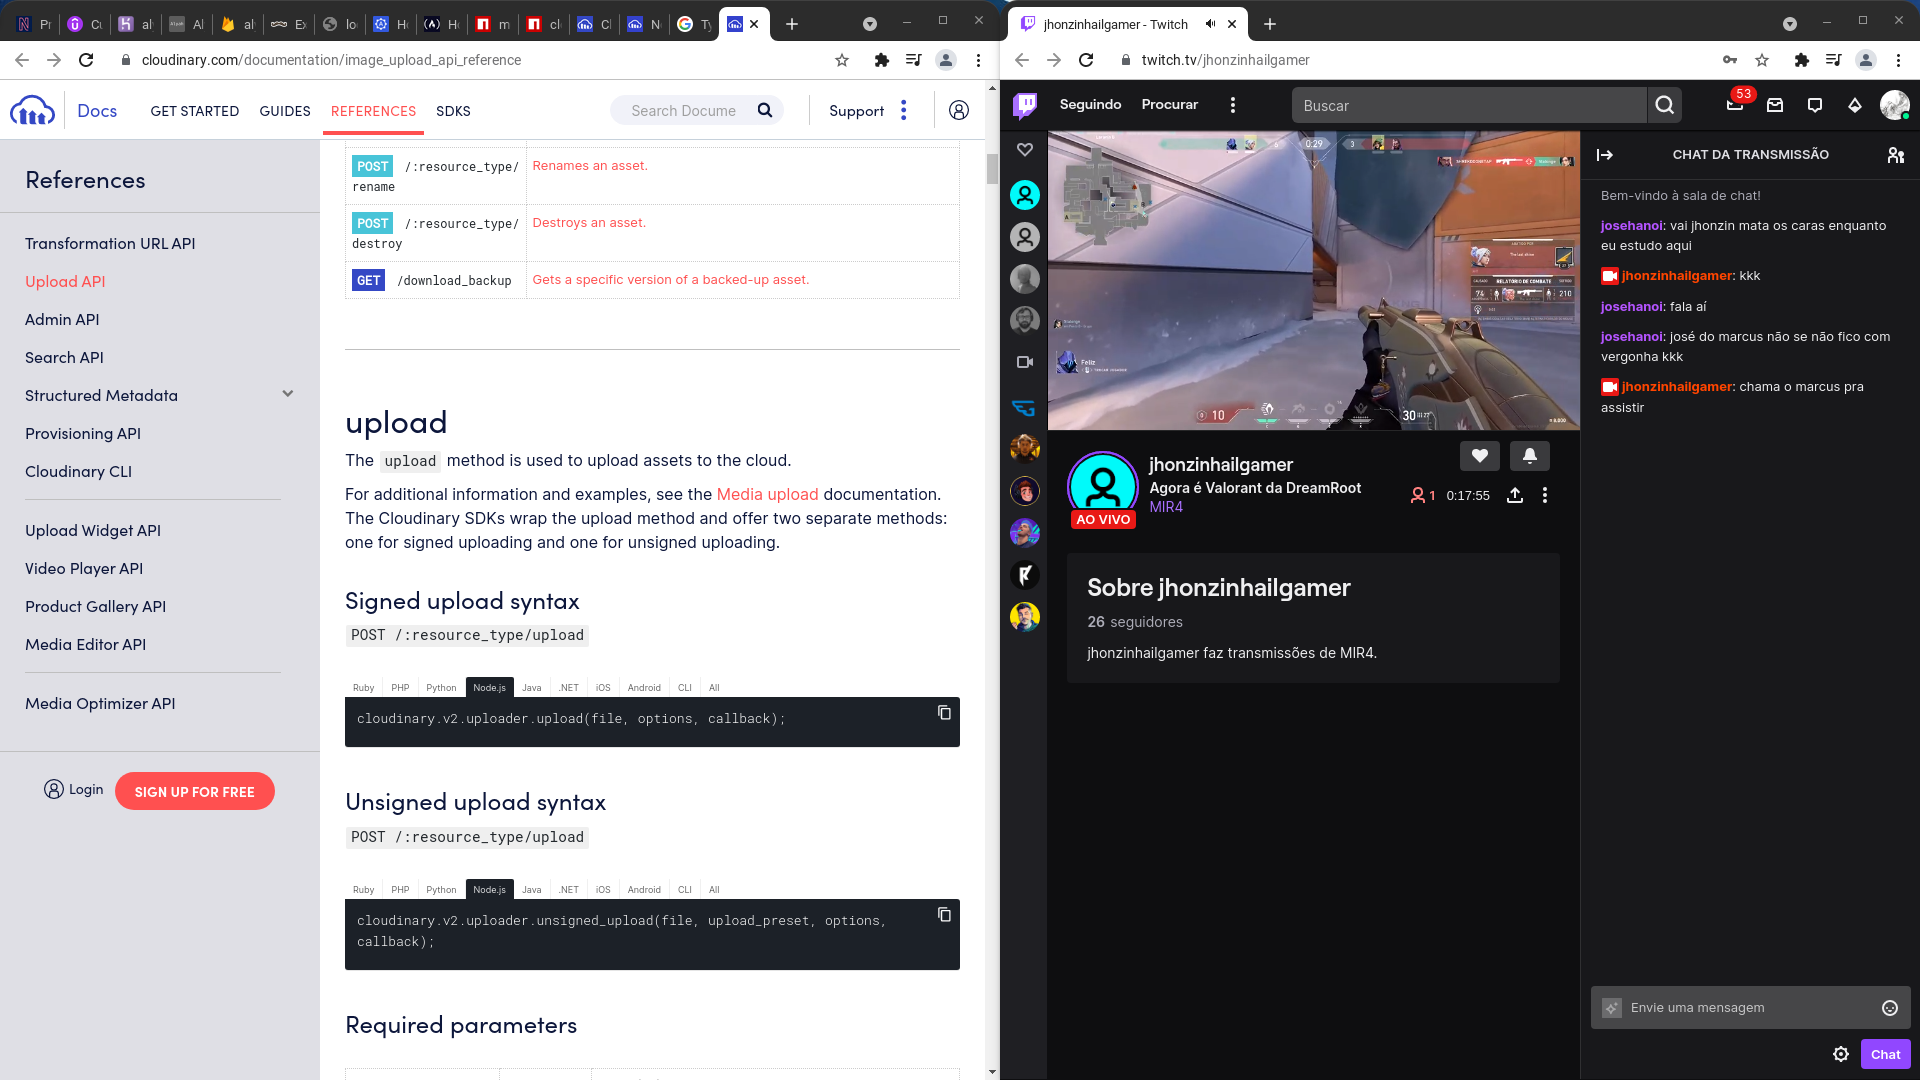 Pr
Cu
al
Al
al
Ex
lo
Ho
Ho
m
cl
Cl
N
Ty
cloudinary.com/documentation/image_upload_api_reference
Docs
GET STARTED
GUIDES
REFERENCES
SDKS
Search Docume
Support
References
Transformation URL API
Upload API
Admin API
Search API
Structured Metadata
Provisioning API
Cloudinary CLI
Upload Widget API
Video Player API
Product Gallery API
Media Editor API
Media Optimizer API
Login
SIGN UP FOR FREE
POST /:resource_type/
rename
Renames an asset.
POST /:resource_type/
destroy
Destroys an asset.
GET /download_backup
Gets a specific version of a backed-up asset.
upload
The upload method is used to upload assets to the cloud.
For additional information and examples, see the Media upload documentation.
The Cloudinary SDKs wrap the upload method and offer two separate methods:
one for signed uploading and one for unsigned uploading.
Signed upload syntax
POST /:resource_type/upload
Ruby PHP Python Node.js Java .NET iOS Android CLI All
cloudinary.v2.uploader.upload(file, options, callback);
Unsigned upload syntax
POST /:resource_type/upload
Ruby PHP Python Node.js Java .NET iOS Android CLI All
cloudinary.v2.uploader.unsigned_upload(file, upload_preset, options,
callback);
Required parameters
jhonzinhailgamer - Twitch
twitch.tv/jhonzinhailgamer
Seguindo
Procurar
Buscar
53
0:29
3
RELATÓRIO DE COMBATE
74
210
Feliz
10
30
jhonzinhailgamer
Agora é Valorant da DreamRoot
MIR4
AO VIVO
1
0:17:55
Sobre jhonzinhailgamer
26 seguidores
jhonzinhailgamer faz transmissões de MIR4.
CHAT DA TRANSMISSÃO
Bem-vindo à sala de chat!
josehanoi: vai jhonzin mata os caras enquanto
eu estudo aqui
jhonzinhailgamer: kkk
josehanoi: fala aí
josehanoi: josé do marcus não se não fico com
vergonha kkk
jhonzinhailgamer: chama o marcus pra
assistir
Envie uma mensagem
Chat